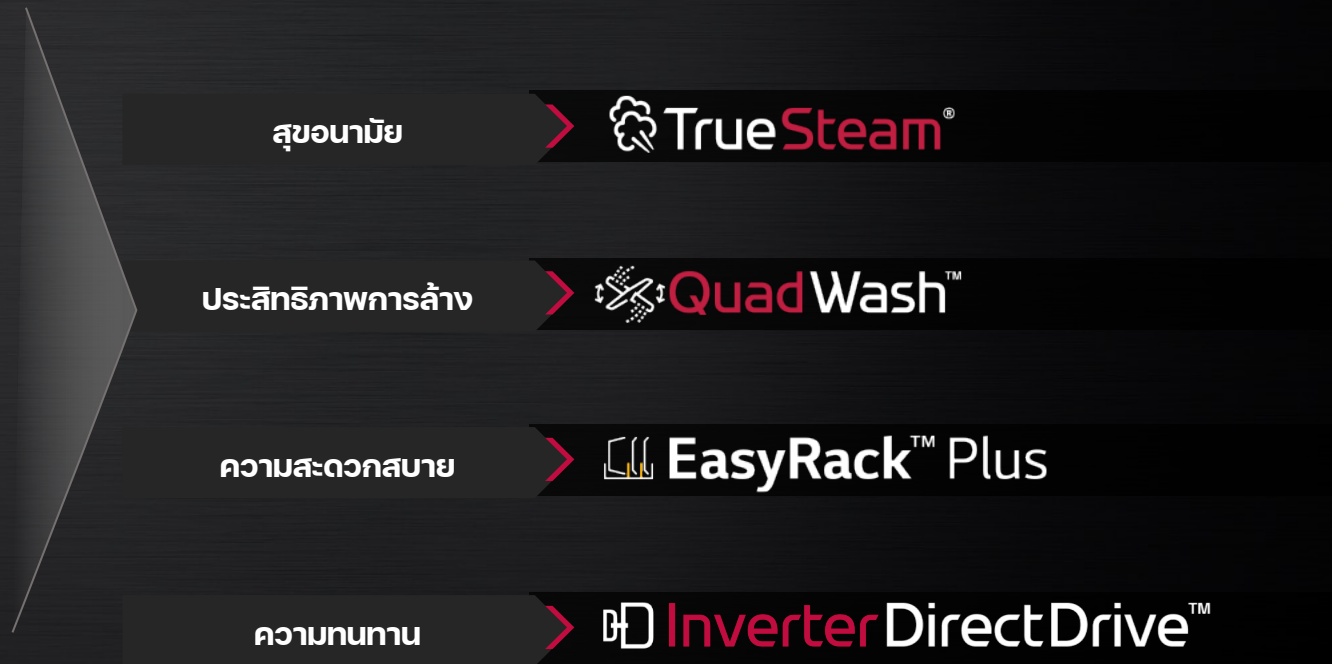 สุขอนามัย
TrueSteam®
ประสิทธิภาพการล้าง
QuadWash™
ความสะดวกสบาย
EasyRack™ Plus
ความทนทาน
Inverter DirectDrive™